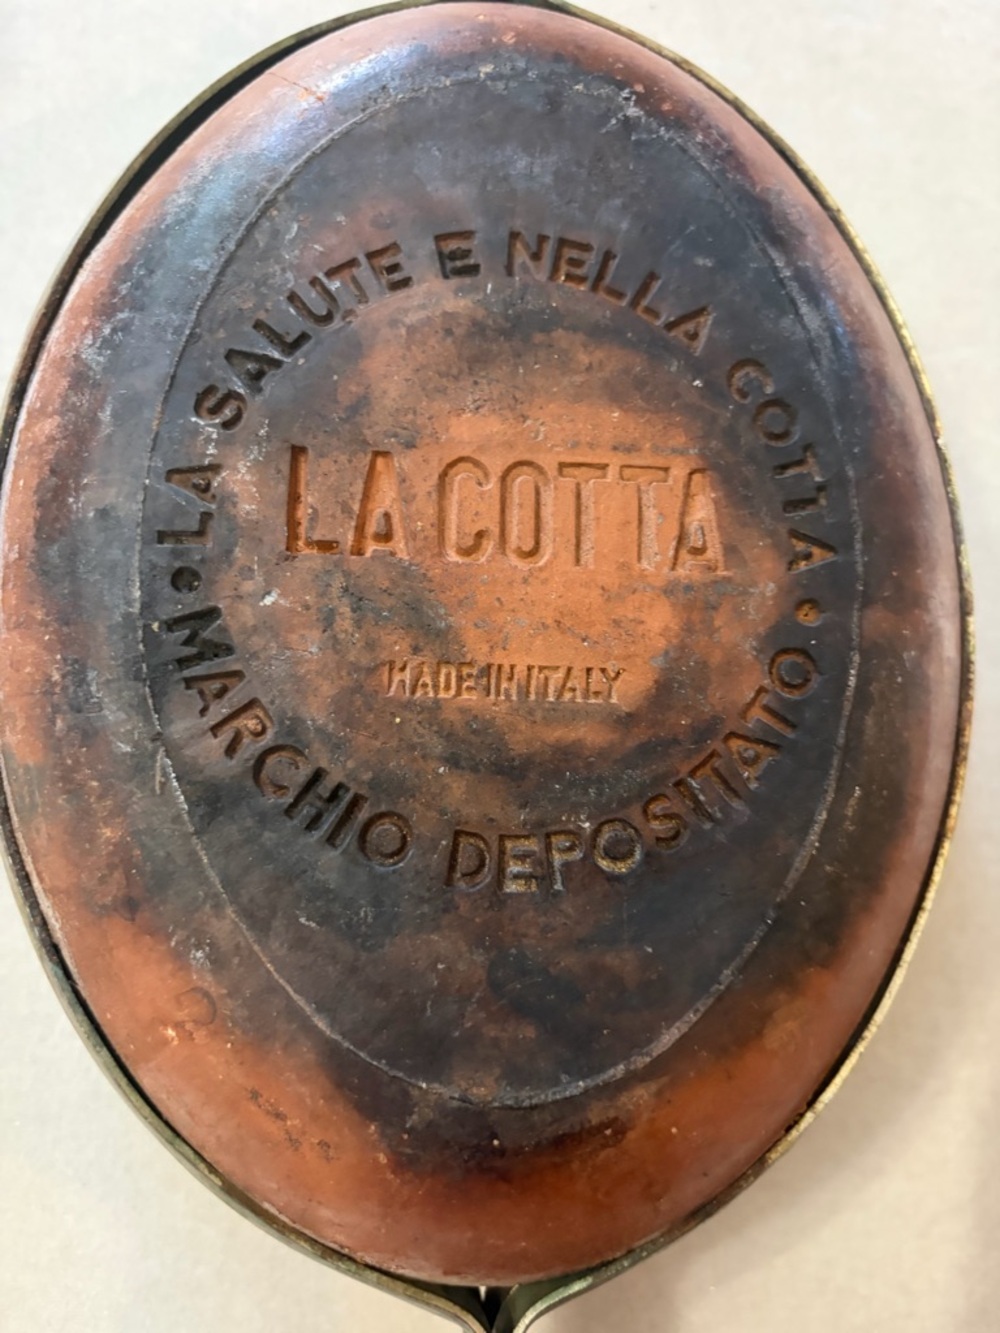 • LA SALUTE E NELLA COTTA •
LA COTTA
MADE IN ITALY
MARCHIO DEPOSITATO